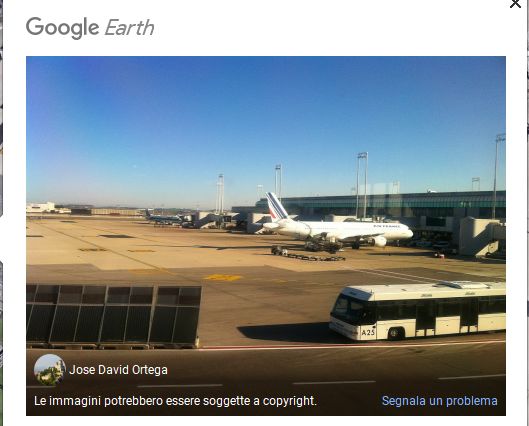 Google Earth
AIR FRANCE
A25
Jose David Ortega
Le immagini potrebbero essere soggette a copyright.
Segnala un problema